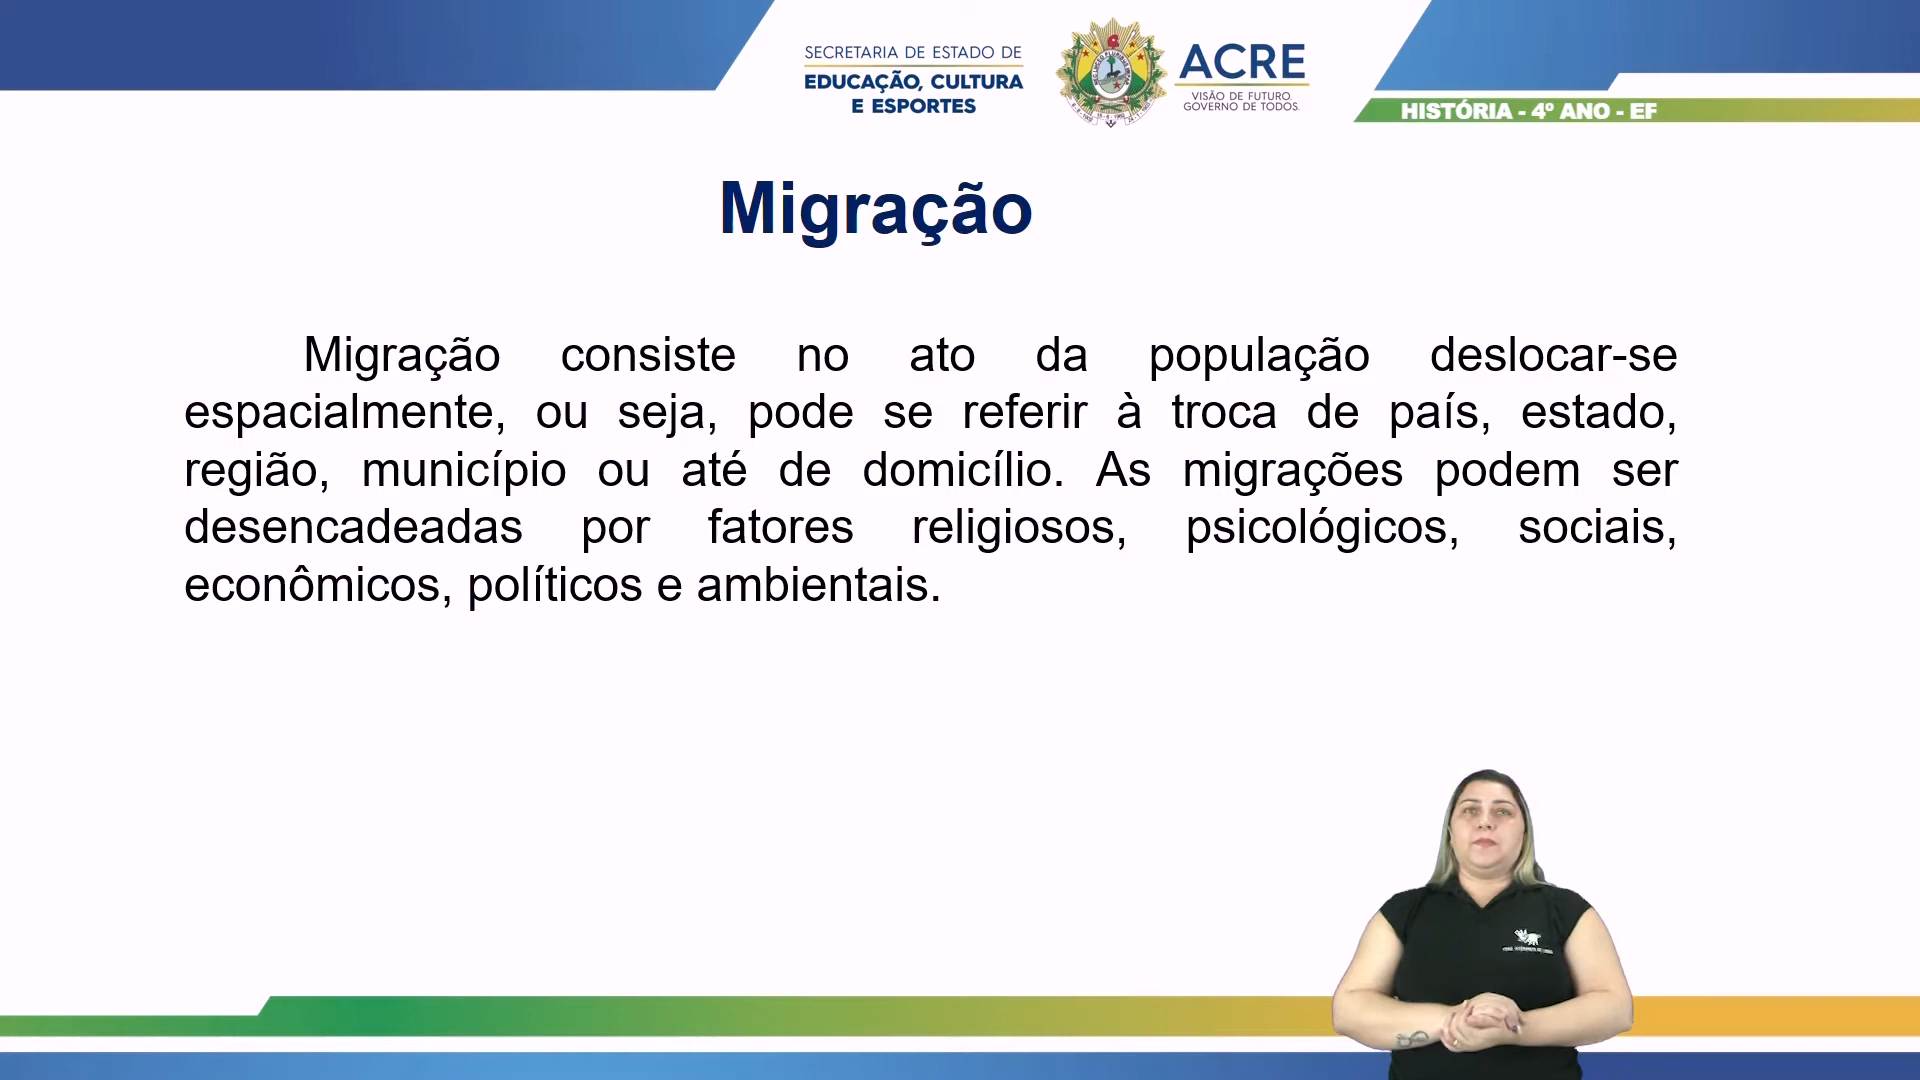 SECRETARIA DE ESTADO DE
EDUCAÇÃO, CULTURA
E ESPORTES
ACRE
VISÃO DE FUTURO.
GOVERNO DE TODOS.
HISTÓRIA - 4º ANO - EF
Migração
Migração consiste no ato da população deslocar-se
espacialmente, ou seja, pode se referir à troca de país, estado,
região, município ou até de domicílio. As migrações podem ser
desencadeadas por fatores religiosos, psicológicos, sociais,
econômicos, políticos e ambientais.